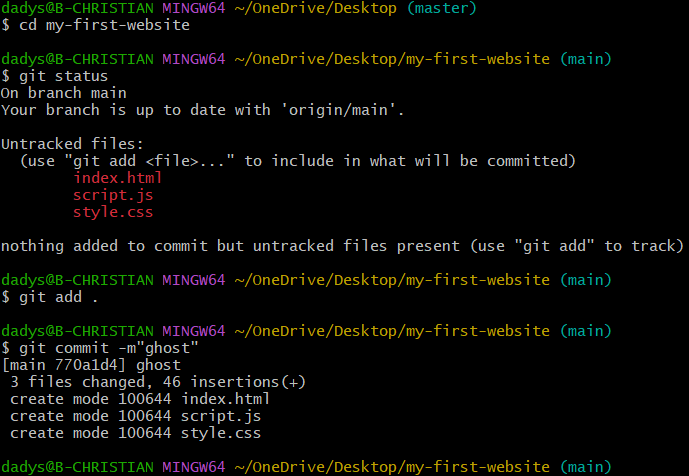 dadys@B-CHRISTIAN MINGW64 ~/OneDrive/Desktop (master)
$ cd my-first-website

dadys@B-CHRISTIAN MINGW64 ~/OneDrive/Desktop/my-first-website (main)
$ git status
On branch main
Your branch is up to date with 'origin/main'.

Untracked files:
  (use "git add <file>..." to include in what will be committed)
        index.html
        script.js
        style.css

nothing added to commit but untracked files present (use "git add" to track)

dadys@B-CHRISTIAN MINGW64 ~/OneDrive/Desktop/my-first-website (main)
$ git add .

dadys@B-CHRISTIAN MINGW64 ~/OneDrive/Desktop/my-first-website (main)
$ git commit -m"ghost"
[main 770a1d4] ghost
 3 files changed, 46 insertions(+)
 create mode 100644 index.html
 create mode 100644 script.js
 create mode 100644 style.css

dadys@B-CHRISTIAN MINGW64 ~/OneDrive/Desktop/my-first-website (main)